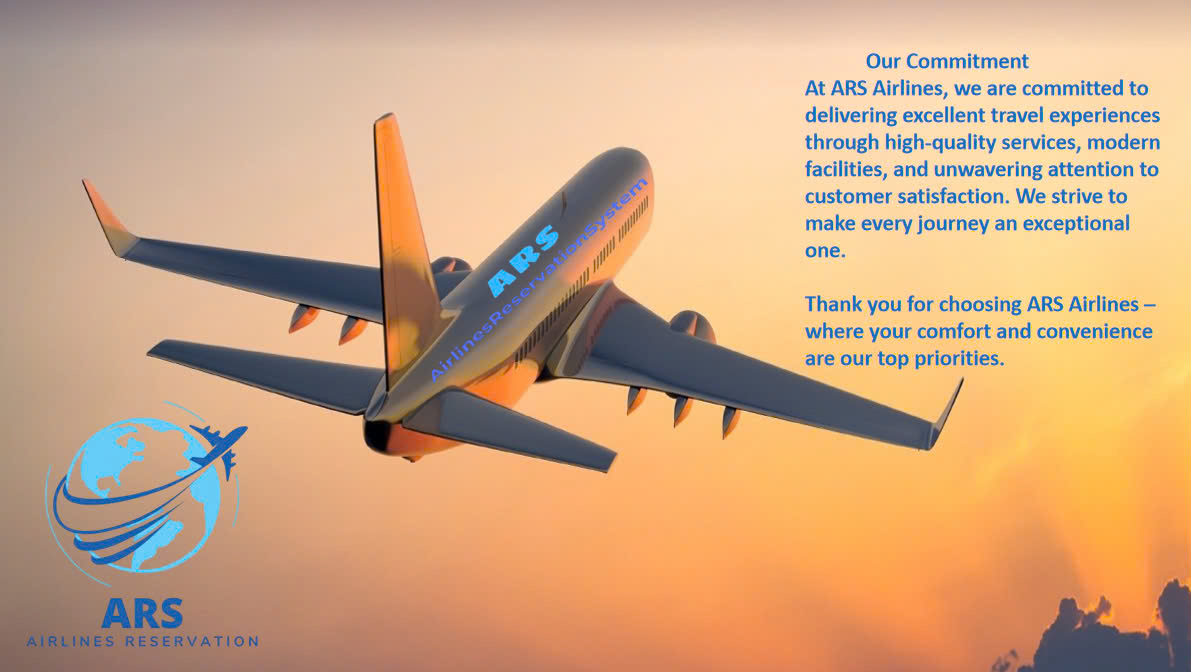 Our Commitment
At ARS Airlines, we are committed to
delivering excellent travel experiences
through high-quality services, modern
facilities, and unwavering attention to
customer satisfaction. We strive to
make every journey an exceptional
one.
Thank you for choosing ARS Airlines –
where your comfort and convenience
are our top priorities.
ARS
AirlinesReservationSystem
ARS
AIRLINES RESERVATION